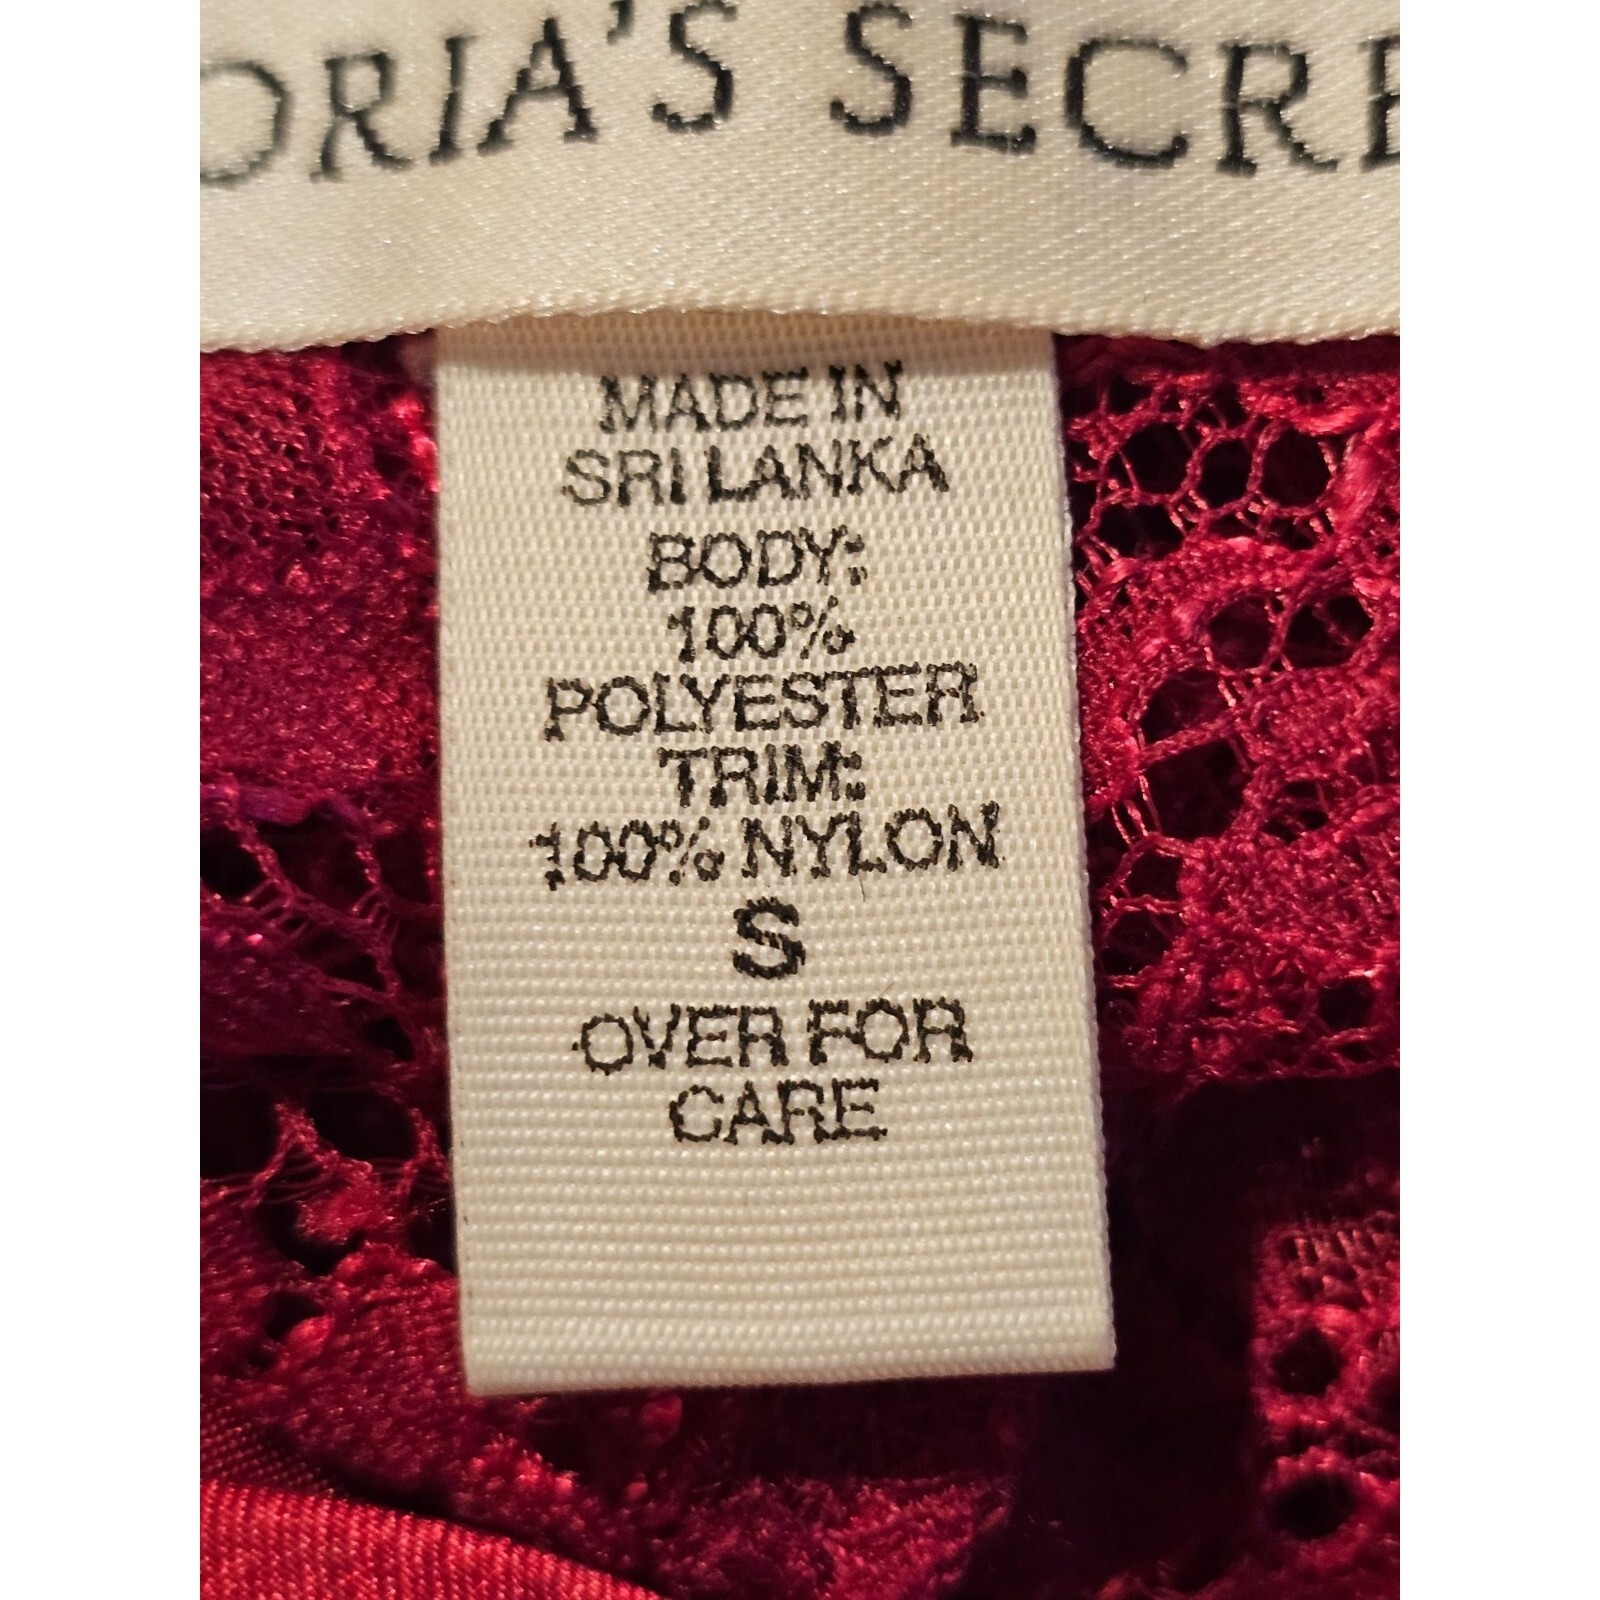 ORIA'S SECRE
MADE IN
SRI LANKA
BODY:
100%
POLYESTER
TRIM:
100% NYLON
S
OVER FOR
CARE